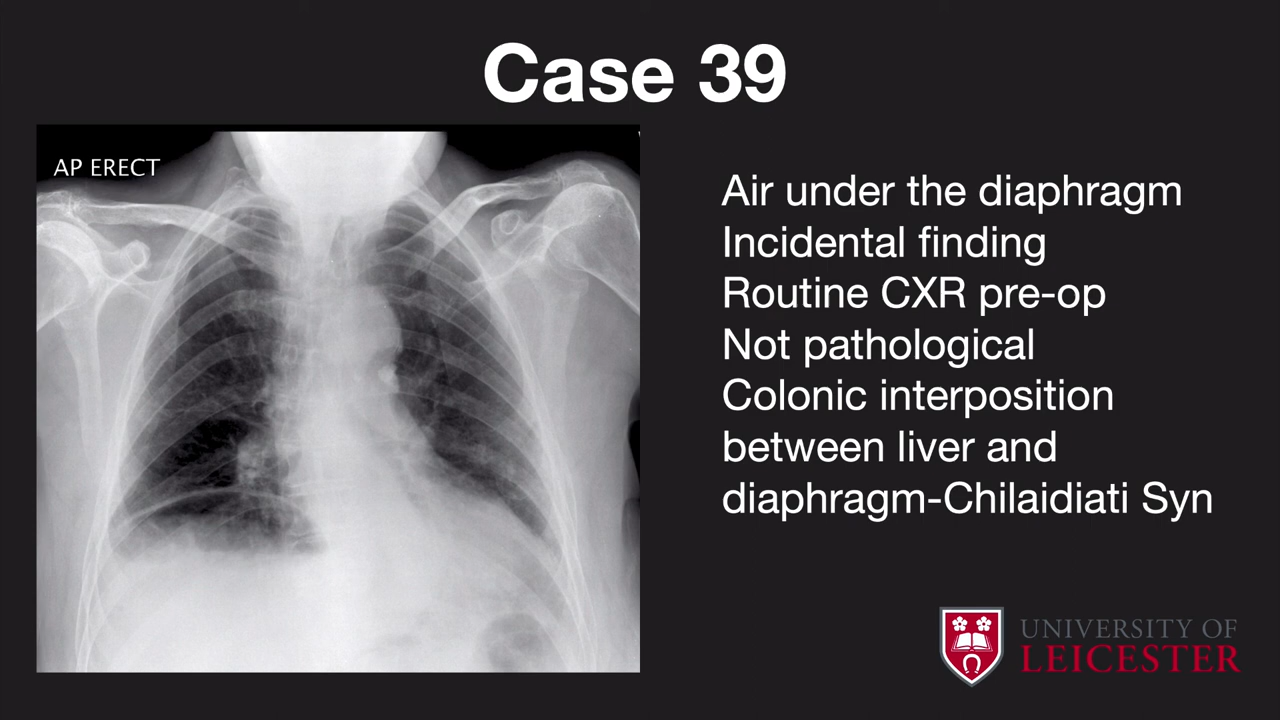 Case 39
AP ERECT
Air under the diaphragm
Incidental finding
Routine CXR pre-op
Not pathological
Colonic interposition
between liver and
diaphragm-Chilaidiati Syn
UNIVERSITY OF
LEICESTER